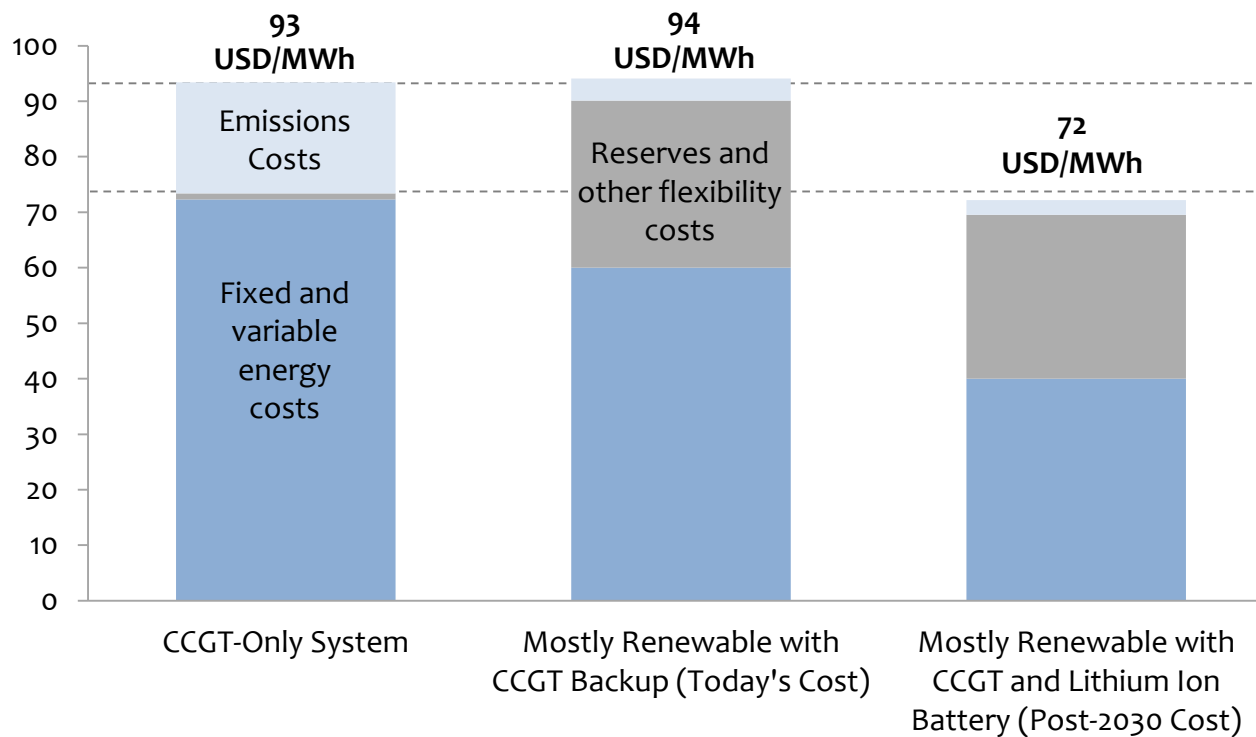 93
USD/MWh
94
USD/MWh
72
USD/MWh
100
90
80
70
60
50
40
30
20
10
0
Emissions
Costs
Fixed and
variable
energy
costs
Reserves and
other flexibility
costs
CCGT-Only System
Mostly Renewable with
CCGT Backup (Today's Cost)
Mostly Renewable with
CCGT and Lithium Ion
Battery (Post-2030 Cost)